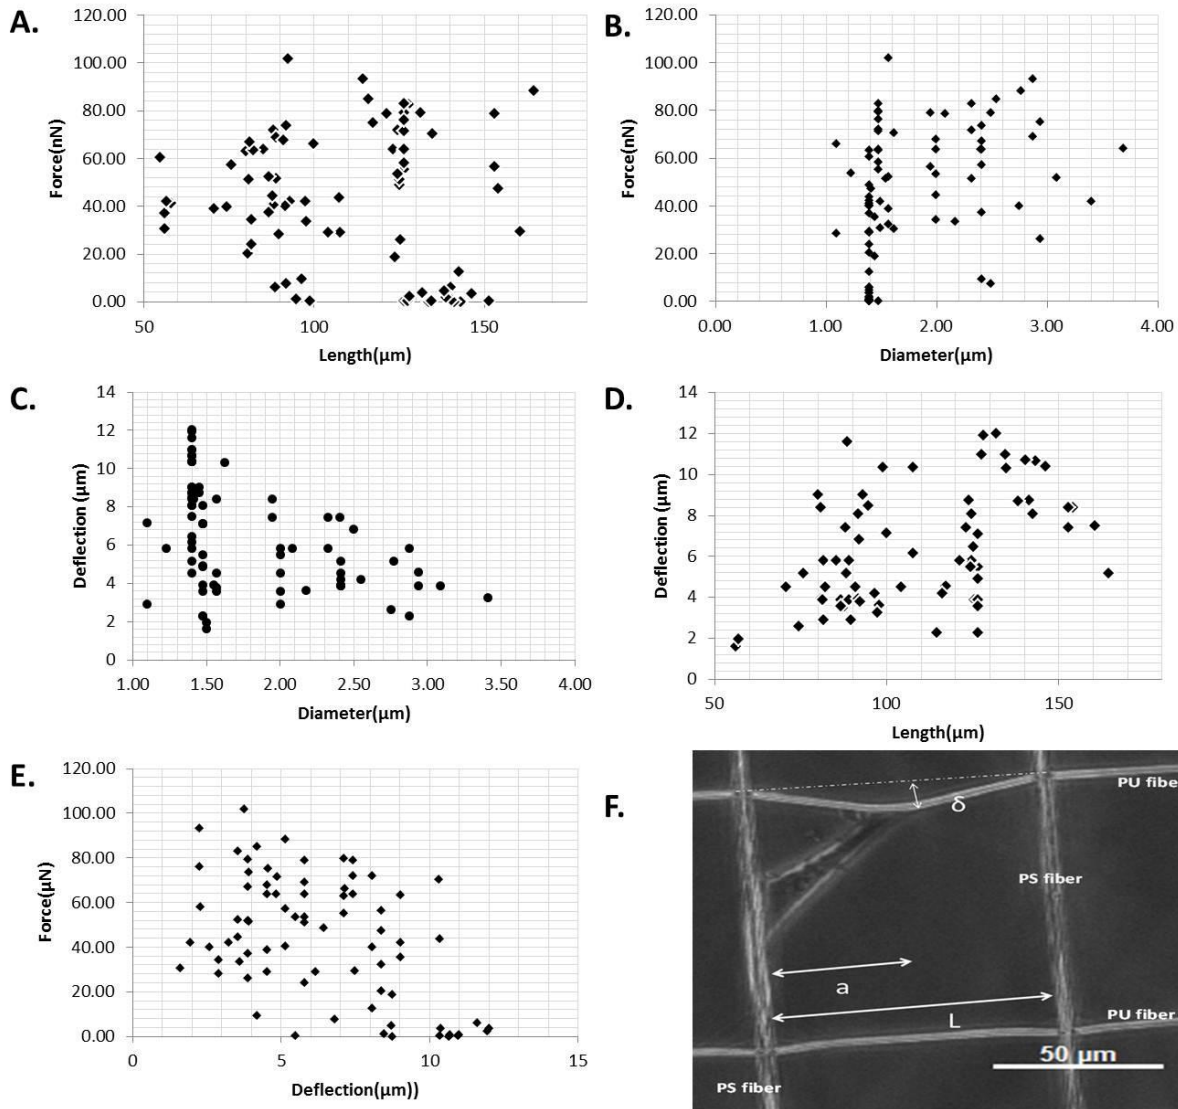 A.
120.00
100.00
80.00
60.00
40.00
20.00
0.00
Force(nN)
50 100 150
Length(µm)
B.
120.00
100.00
80.00
60.00
40.00
20.00
0.00
Force(nN)
0.00 1.00 2.00 3.00 4.00
Diameter(µm)
C.
14
12
10
8
6
4
2
0
Deflection (µm)
1.00 1.50 2.00 2.50 3.00 3.50 4.00
Diameter(µm)
D.
14
12
10
8
6
4
2
0
Deflection (µm)
50 100 150
Length(µm)
E.
120.00
100.00
80.00
60.00
40.00
20.00
0.00
Force(µN)
0 5 10 15
Deflection(µm))
F.
PU fiber
δ
PS fiber
a
L
PU fiber
50 µm
PS fiber